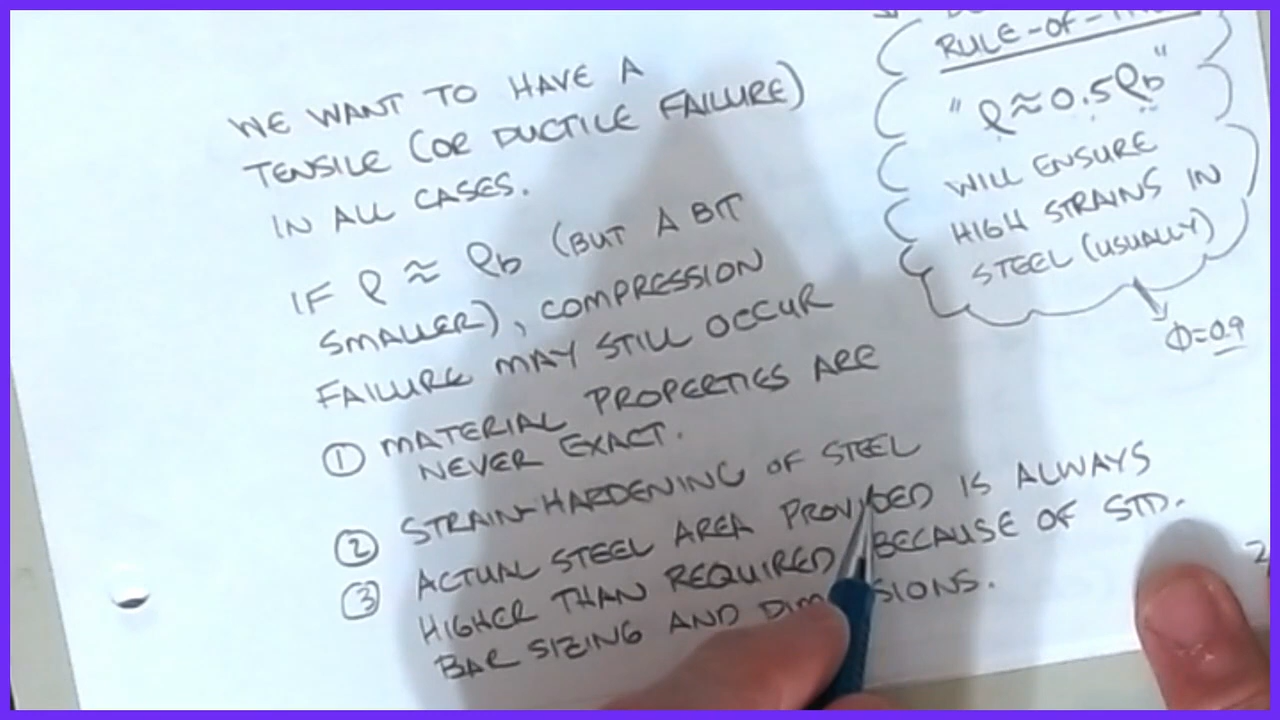 WE WANT TO HAVE A
TENSILE (OR DUCTILE FAILURE)
IN ALL CASES.
IF ρ ≈ ρb (BUT A BIT
SMALLER), COMPRESSION
FAILURE MAY STILL OCCUR
① MATERIAL PROPERTIES ARE
NEVER EXACT.
② STRAIN-HARDENING OF STEEL
③ ACTUAL STEEL AREA PROVIDED IS ALWAYS
HIGHER THAN REQUIRED BECAUSE OF STD.
BAR SIZING AND DIMENSIONS.
RULE-OF-
"ρ ≈ 0.5ρb"
WILL ENSURE
HIGH STRAINS IN
STEEL (USUALLY)
Φ=0.9